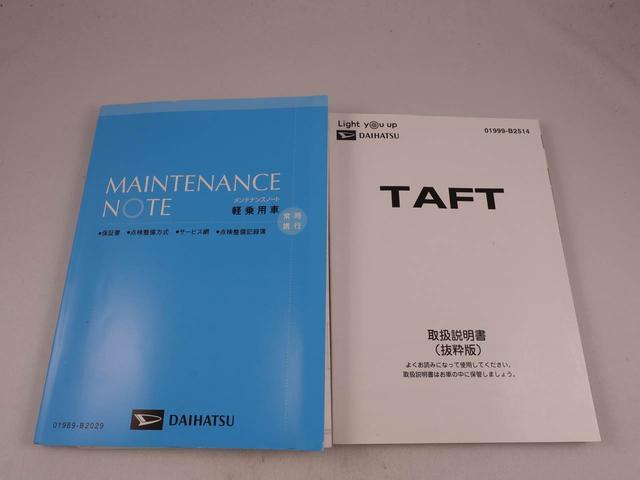 MAINTENANCE
NOTE
メンテナンスノート
軽乗用車
常時
携行
●保証書 ●点検整備方式 ●サービス網 ●点検整備記録簿
DAIHATSU
01989-B2029
Light you up
DAIHATSU
01999-B2514
TAFT
取扱説明書
（抜粋版）
よくお読みになって使用してください。
取扱説明書はお車の中に保管しましょう。